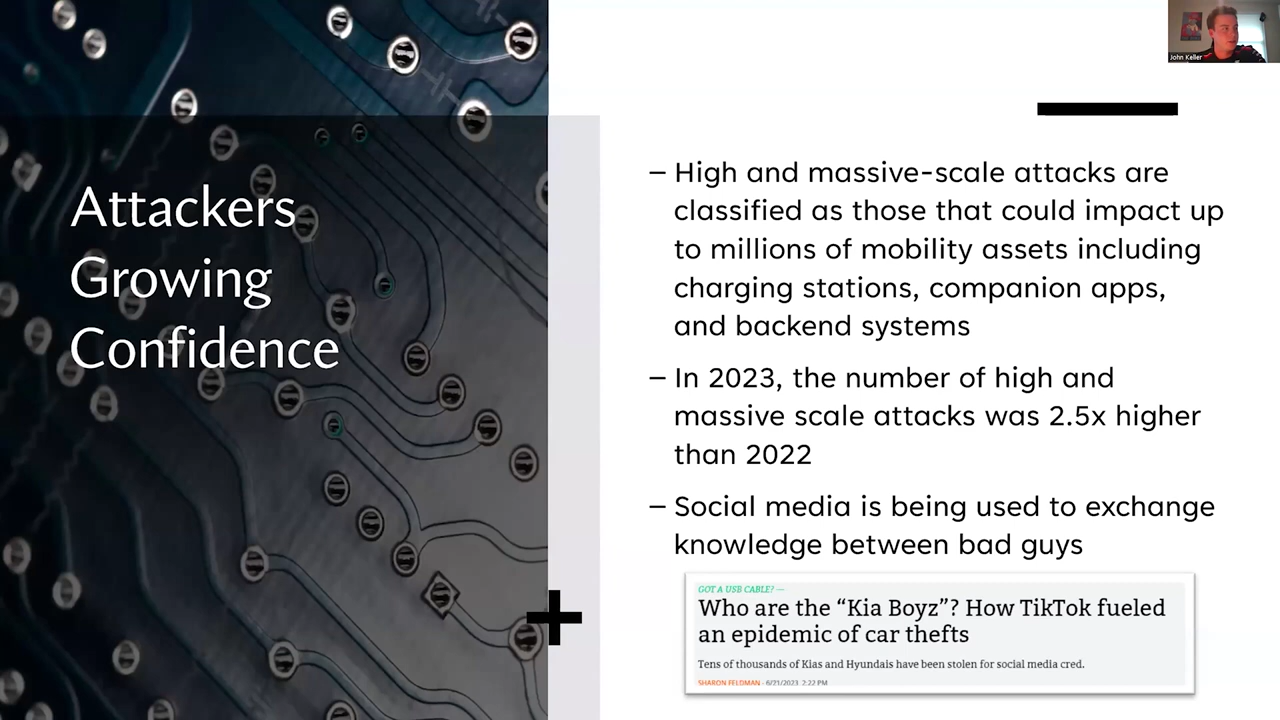 John Keller
Attackers
Growing
Confidence
– High and massive-scale attacks are
classified as those that could impact up
to millions of mobility assets including
charging stations, companion apps,
and backend systems
– In 2023, the number of high and
massive scale attacks was 2.5x higher
than 2022
– Social media is being used to exchange
knowledge between bad guys
GOT A USB CABLE? —
Who are the “Kia Boyz”? How TikTok fueled
an epidemic of car thefts
Tens of thousands of Kias and Hyundais have been stolen for social media cred.
SHARON FELDMAN - 6/21/2023, 2:22 PM